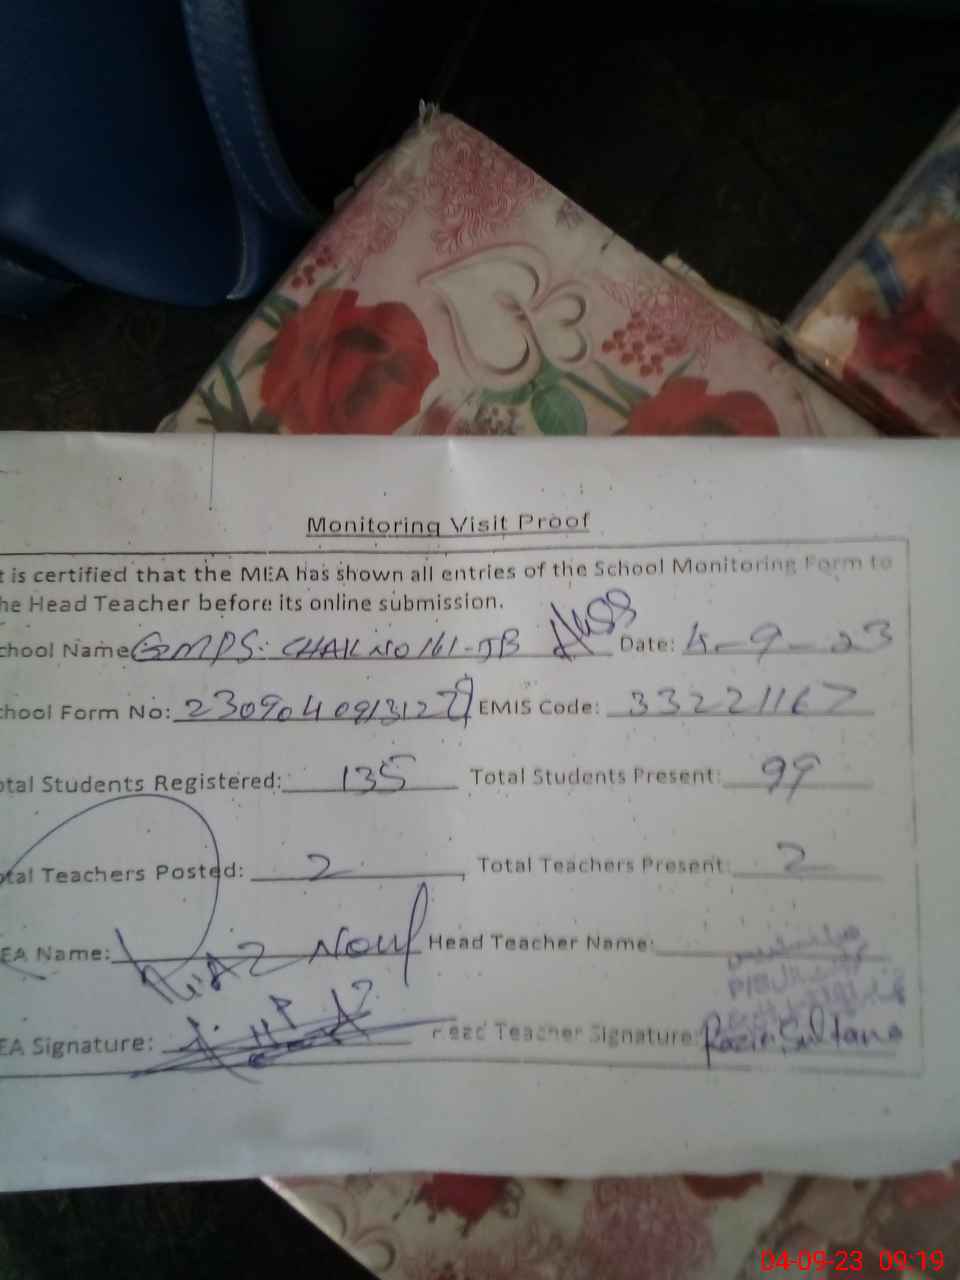 Monitoring Visit Proof
t is certified that the MEA has shown all entries of the School Monitoring Form to
he Head Teacher before its online submission.
chool Name GMPS: CHAK NO 161-JB Date: 4-9-23
chool Form No: 2309040913127 EMIS Code: 33221167
otal Students Registered: 135 Total Students Present: 99
otal Teachers Posted: 2, Total Teachers Present: 2
EA Name: Head Teacher Name:
EA Signature: Head Teacher Signature: Razia Sultana
04-09-23 09:19